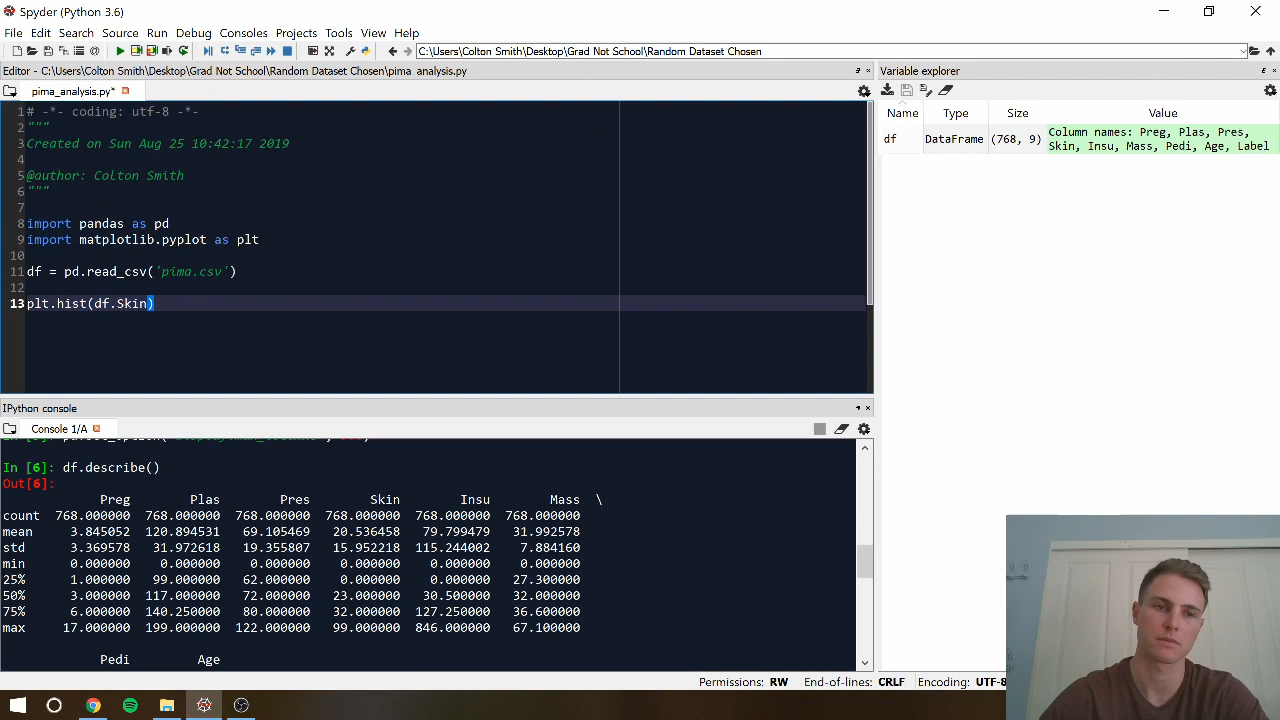 Spyder (Python 3.6)
File Edit Search Source Run Debug Consoles Projects Tools View Help
C:\Users\Colton Smith\Desktop\Grad Not School\Random Dataset Chosen
Editor - C:\Users\Colton Smith\Desktop\Grad Not School\Random Dataset Chosen\pima_analysis.py
pima_analysis.py*
1 # -*- coding: utf-8 -*-
2 """
3 Created on Sun Aug 25 10:42:17 2019
4
5 @author: Colton Smith
6 """
7
8 import pandas as pd
9 import matplotlib.pyplot as plt
10
11 df = pd.read_csv('pima.csv')
12
13 plt.hist(df.Skin)
Variable explorer
Name Type Size Value
df DataFrame (768, 9) Column names: Preg, Plas, Pres,
Skin, Insu, Mass, Pedi, Age, Label
IPython console
Console 1/A
In [6]: df.describe()
Out[6]:
Preg Plas Pres Skin Insu Mass \
count 768.000000 768.000000 768.000000 768.000000 768.000000 768.000000
mean 3.845052 120.894531 69.105469 20.536458 79.799479 31.992578
std 3.369578 31.972618 19.355807 15.952218 115.244002 7.884160
min 0.000000 0.000000 0.000000 0.000000 0.000000 0.000000
25% 1.000000 99.000000 62.000000 0.000000 0.000000 27.300000
50% 3.000000 117.000000 72.000000 23.000000 30.500000 32.000000
75% 6.000000 140.250000 80.000000 32.000000 127.250000 36.600000
max 17.000000 199.000000 122.000000 99.000000 846.000000 67.100000
Pedi Age
Permissions: RW End-of-lines: CRLF Encoding: UTF-8